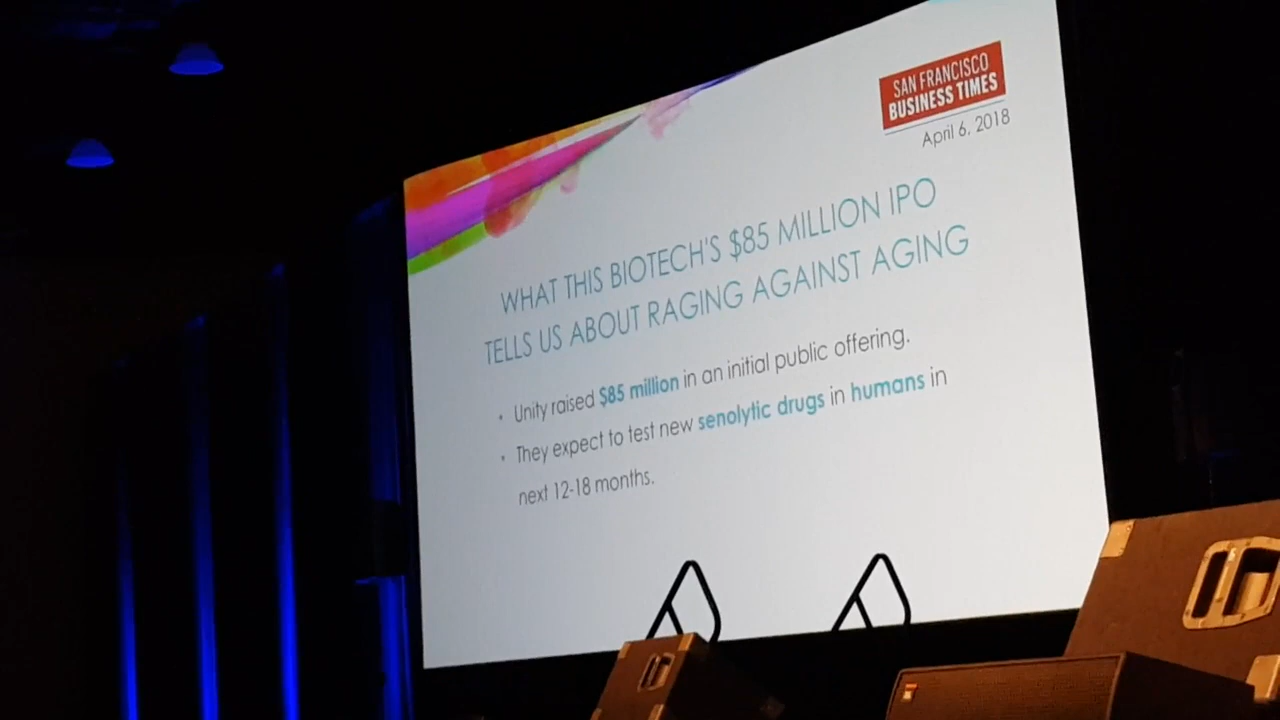 SAN FRANCISCO
BUSINESS TIMES
April 6, 2018
WHAT THIS BIOTECH'S $85 MILLION IPO
TELLS US ABOUT RAGING AGAINST AGING
• Unity raised $85 million in an initial public offering.
• They expect to test new senolytic drugs in humans in
next 12-18 months.